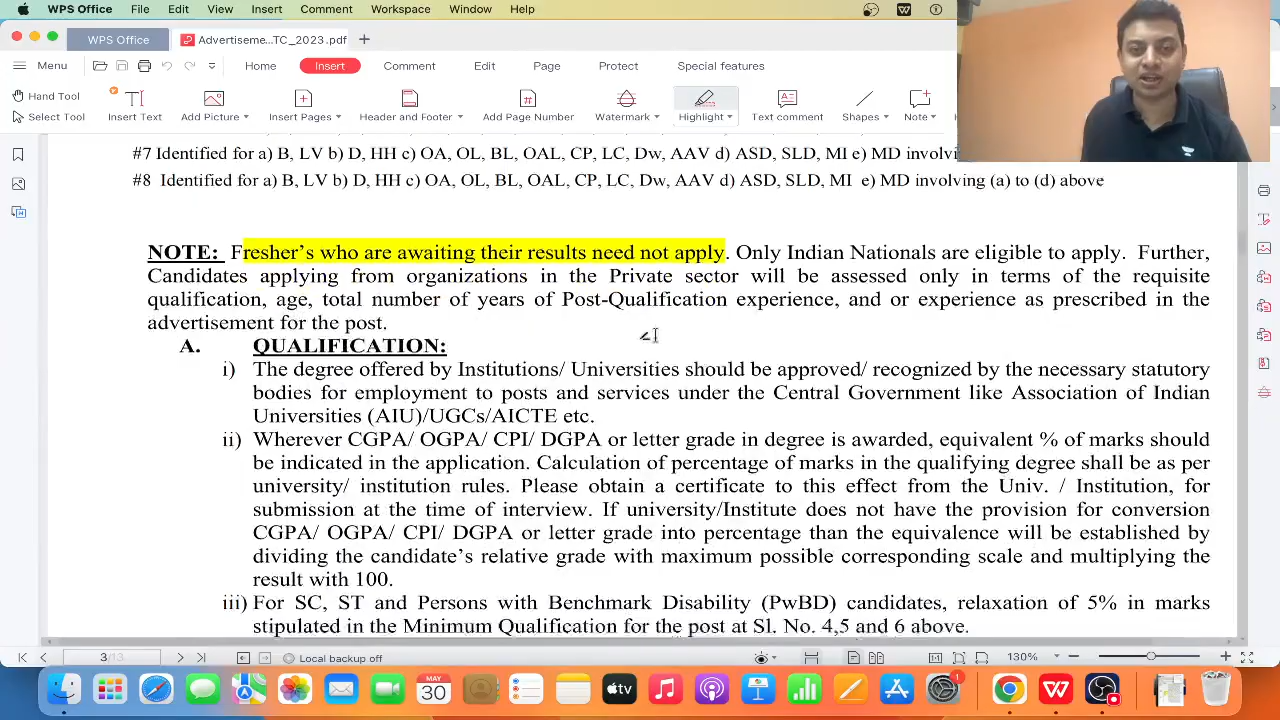 WPS Office File Edit View Insert Comment Workspace Window Help
WPS Office Advertiseme...TC_2023.pdf
Menu Home Insert Comment Edit Page Protect Special features
Hand Tool
Select Tool
Insert Text Add Picture Insert Pages Header and Footer Add Page Number Watermark Highlight Text comment Shapes Note
#7 Identified for a) B, LV b) D, HH c) OA, OL, BL, OAL, CP, LC, Dw, AAV d) ASD, SLD, MI e) MD involving
#8 Identified for a) B, LV b) D, HH c) OA, OL, BL, OAL, CP, LC, Dw, AAV d) ASD, SLD, MI e) MD involving (a) to (d) above
NOTE: Fresher's who are awaiting their results need not apply. Only Indian Nationals are eligible to apply. Further,
Candidates applying from organizations in the Private sector will be assessed only in terms of the requisite
qualification, age, total number of years of Post-Qualification experience, and or experience as prescribed in the
advertisement for the post.
A. QUALIFICATION:
i) The degree offered by Institutions/ Universities should be approved/ recognized by the necessary statutory
bodies for employment to posts and services under the Central Government like Association of Indian
Universities (AIU)/UGCs/AICTE etc.
ii) Wherever CGPA/ OGPA/ CPI/ DGPA or letter grade in degree is awarded, equivalent % of marks should
be indicated in the application. Calculation of percentage of marks in the qualifying degree shall be as per
university/ institution rules. Please obtain a certificate to this effect from the Univ. / Institution, for
submission at the time of interview. If university/Institute does not have the provision for conversion
CGPA/ OGPA/ CPI/ DGPA or letter grade into percentage than the equivalence will be established by
dividing the candidate's relative grade with maximum possible corresponding scale and multiplying the
result with 100.
iii) For SC, ST and Persons with Benchmark Disability (PwBD) candidates, relaxation of 5% in marks
stipulated in the Minimum Qualification for the post at Sl. No. 4,5 and 6 above.
3/13 Local backup off 130%
MAY
30
tv
1